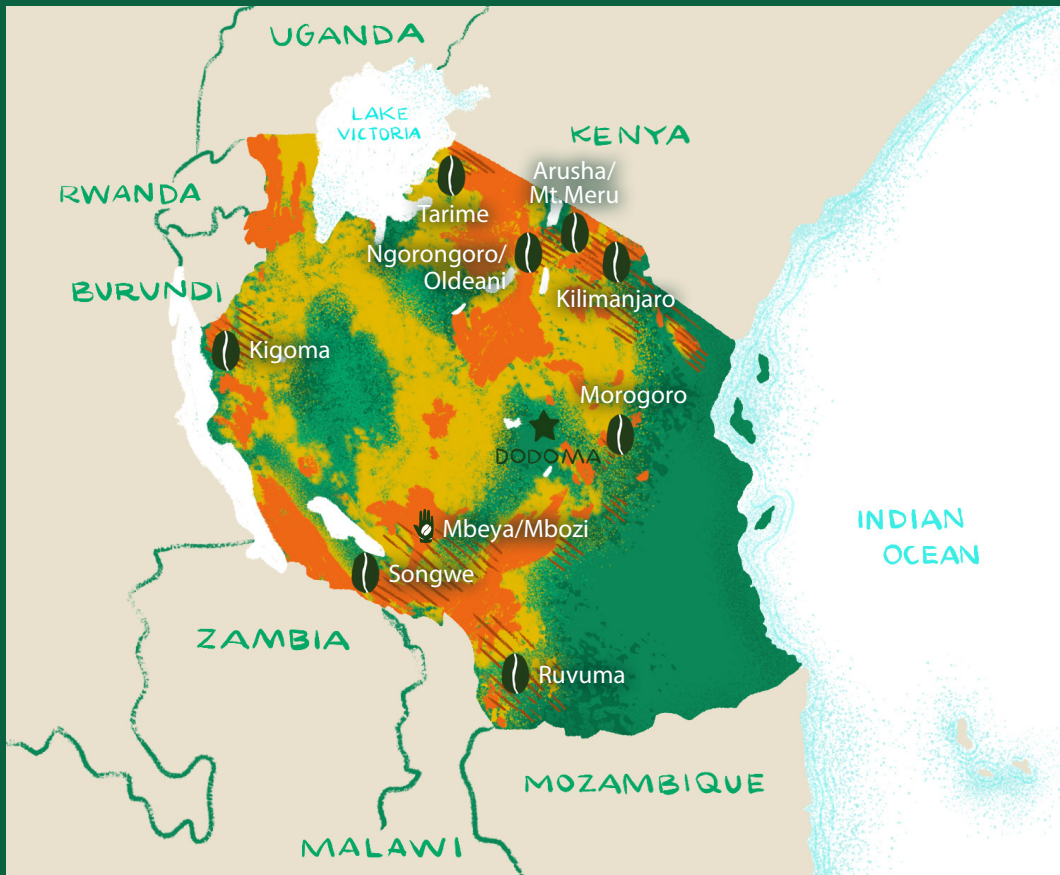 UGANDA
LAKE
VICTORIA
KENYA
Arusha/
Mt.Meru
RWANDA
Tarime
Ngorongoro/
Oldeani
BURUNDI
Kilimanjaro
Kigoma
Morogoro
DODOMA
Mbeya/Mbozi
INDIAN
OCEAN
Songwe
ZAMBIA
Ruvuma
MOZAMBIQUE
MALAWI